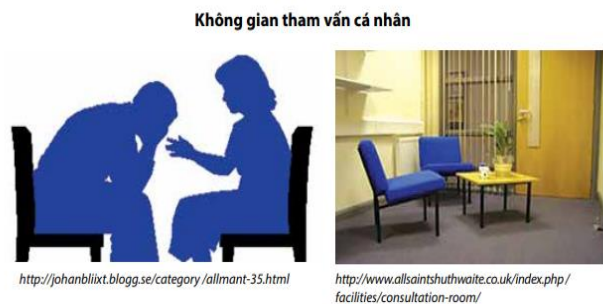 Không gian tham vấn cá nhân
http://johanbliixt.blogg.se/category /allmant-35.html
http://www.allsaintshuthwaite.co.uk/index.php /
facilities/consultation-room/